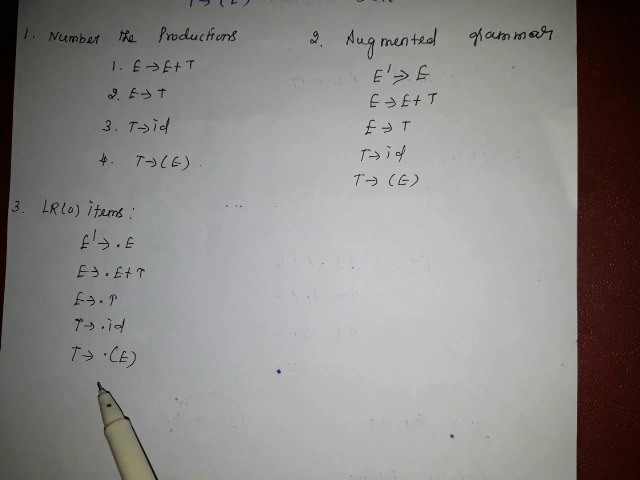 T→(E)
1. Number the Productions
1. E→E+T
2. E→T
3. T→id
4. T→(E).
2. Augmented grammar
E'→E
E→E+T
E→T
T→id
T→(E)
3. LR(0) items:
E'→.E
E→.E+T
E→.T
T→.id
T→.(E)